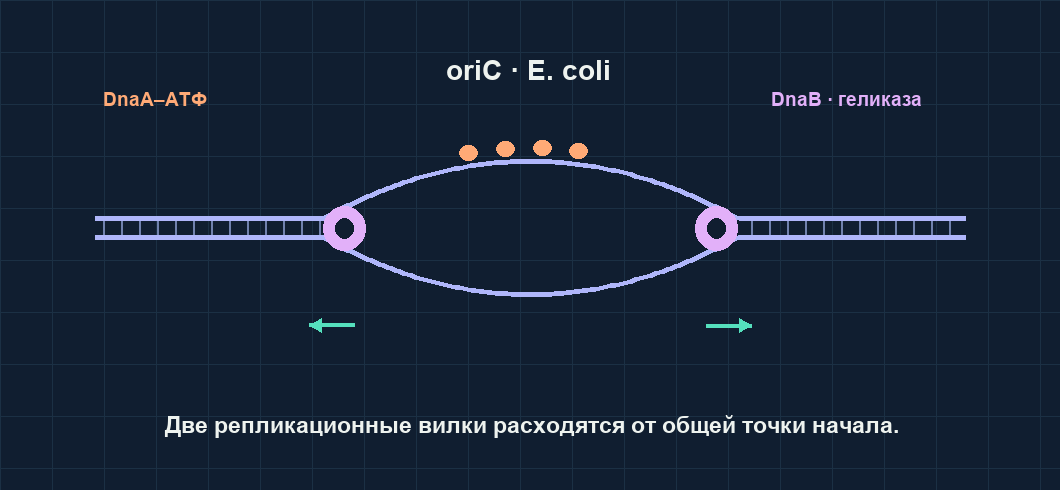 oriC · E. coli
DnaA–АТФ
DnaB · геликаза
Две репликационные вилки расходятся от общей точки начала.